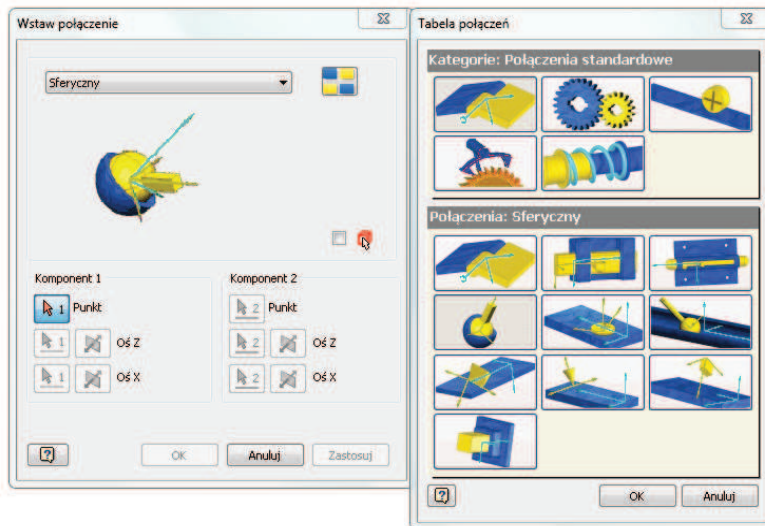 Wstaw połączenie
Sferyczny
Komponent 1
1 Punkt
1 Oś Z
1 Oś X
Komponent 2
2 Punkt
2 Oś Z
2 Oś X
OK Anuluj Zastosuj
Tabela połączeń
Kategorie: Połączenia standardowe
Połączenia: Sferyczny
OK Anuluj